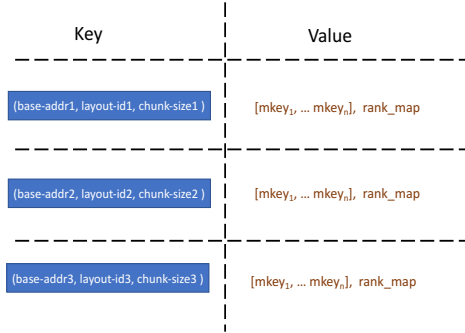 Key Value
(base-addr1, layout-id1, chunk-size1 ) [mkey₁, ... mkeyₙ], rank_map
(base-addr2, layout-id2, chunk-size2 ) [mkey₁, ... mkeyₙ], rank_map
(base-addr3, layout-id3, chunk-size3 ) [mkey₁, ... mkeyₙ], rank_map